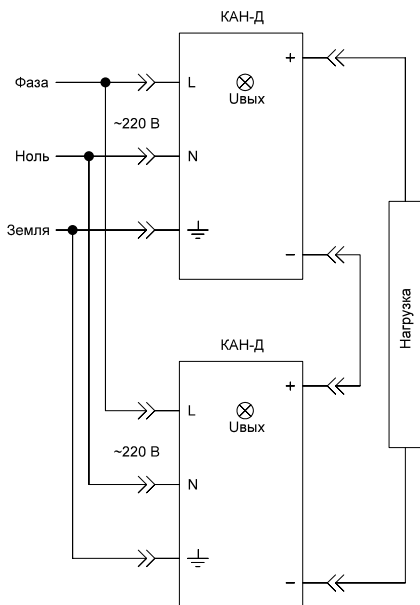 КАН-Д
Фаза
L
+
Uвых
~220 В
Ноль
N
Земля
−
Нагрузка
КАН-Д
+
L
Uвых
~220 В
N
−